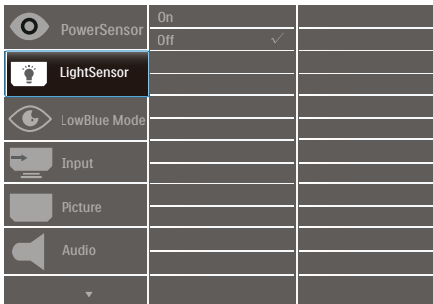 PowerSensor
On
Off
LightSensor
LowBlue Mode
Input
Picture
Audio